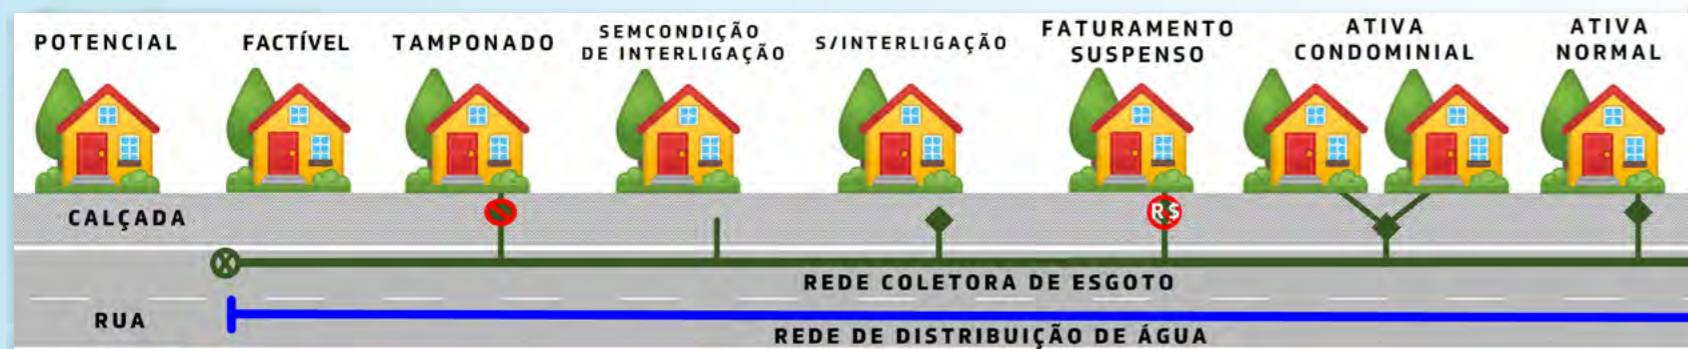 POTENCIAL
FACTÍVEL
TAMPONADO
SEMCONDIÇÃO
DE INTERLIGAÇÃO
S/INTERLIGAÇÃO
FATURAMENTO
SUSPENSO
ATIVA
CONDOMINIAL
ATIVA
NORMAL
CALÇADA
R$
REDE COLETORA DE ESGOTO
RUA
REDE DE DISTRIBUIÇÃO DE ÁGUA